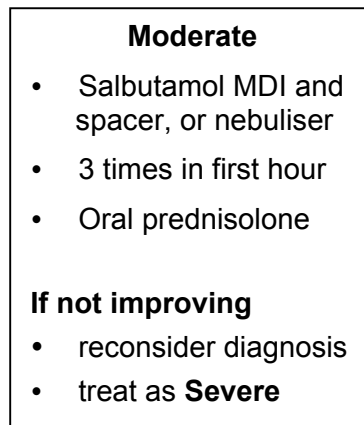 Moderate
• Salbutamol MDI and
spacer, or nebuliser
• 3 times in first hour
• Oral prednisolone
If not improving
• reconsider diagnosis
• treat as Severe